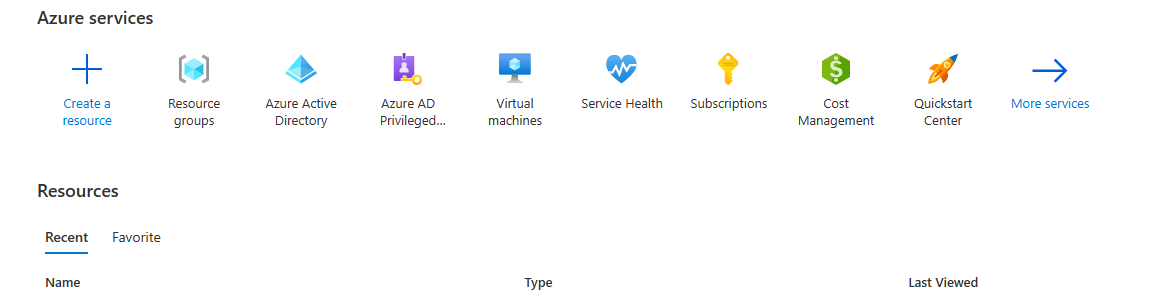 Azure services
Create a
resource
Resource
groups
Azure Active
Directory
Azure AD
Privileged...
Virtual
machines
Service Health
Subscriptions
Cost
Management
Quickstart
Center
More services
Resources
Recent
Favorite
Name
Type
Last Viewed